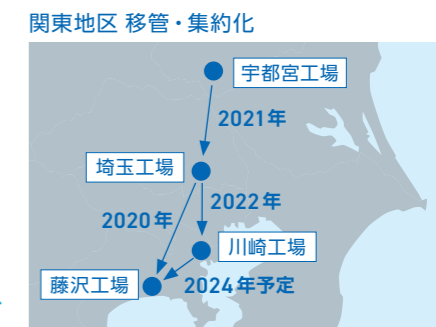 関東地区 移管・集約化
宇都宮工場
2021年
埼玉工場
2022年
2020年
川崎工場
藤沢工場
2024年予定